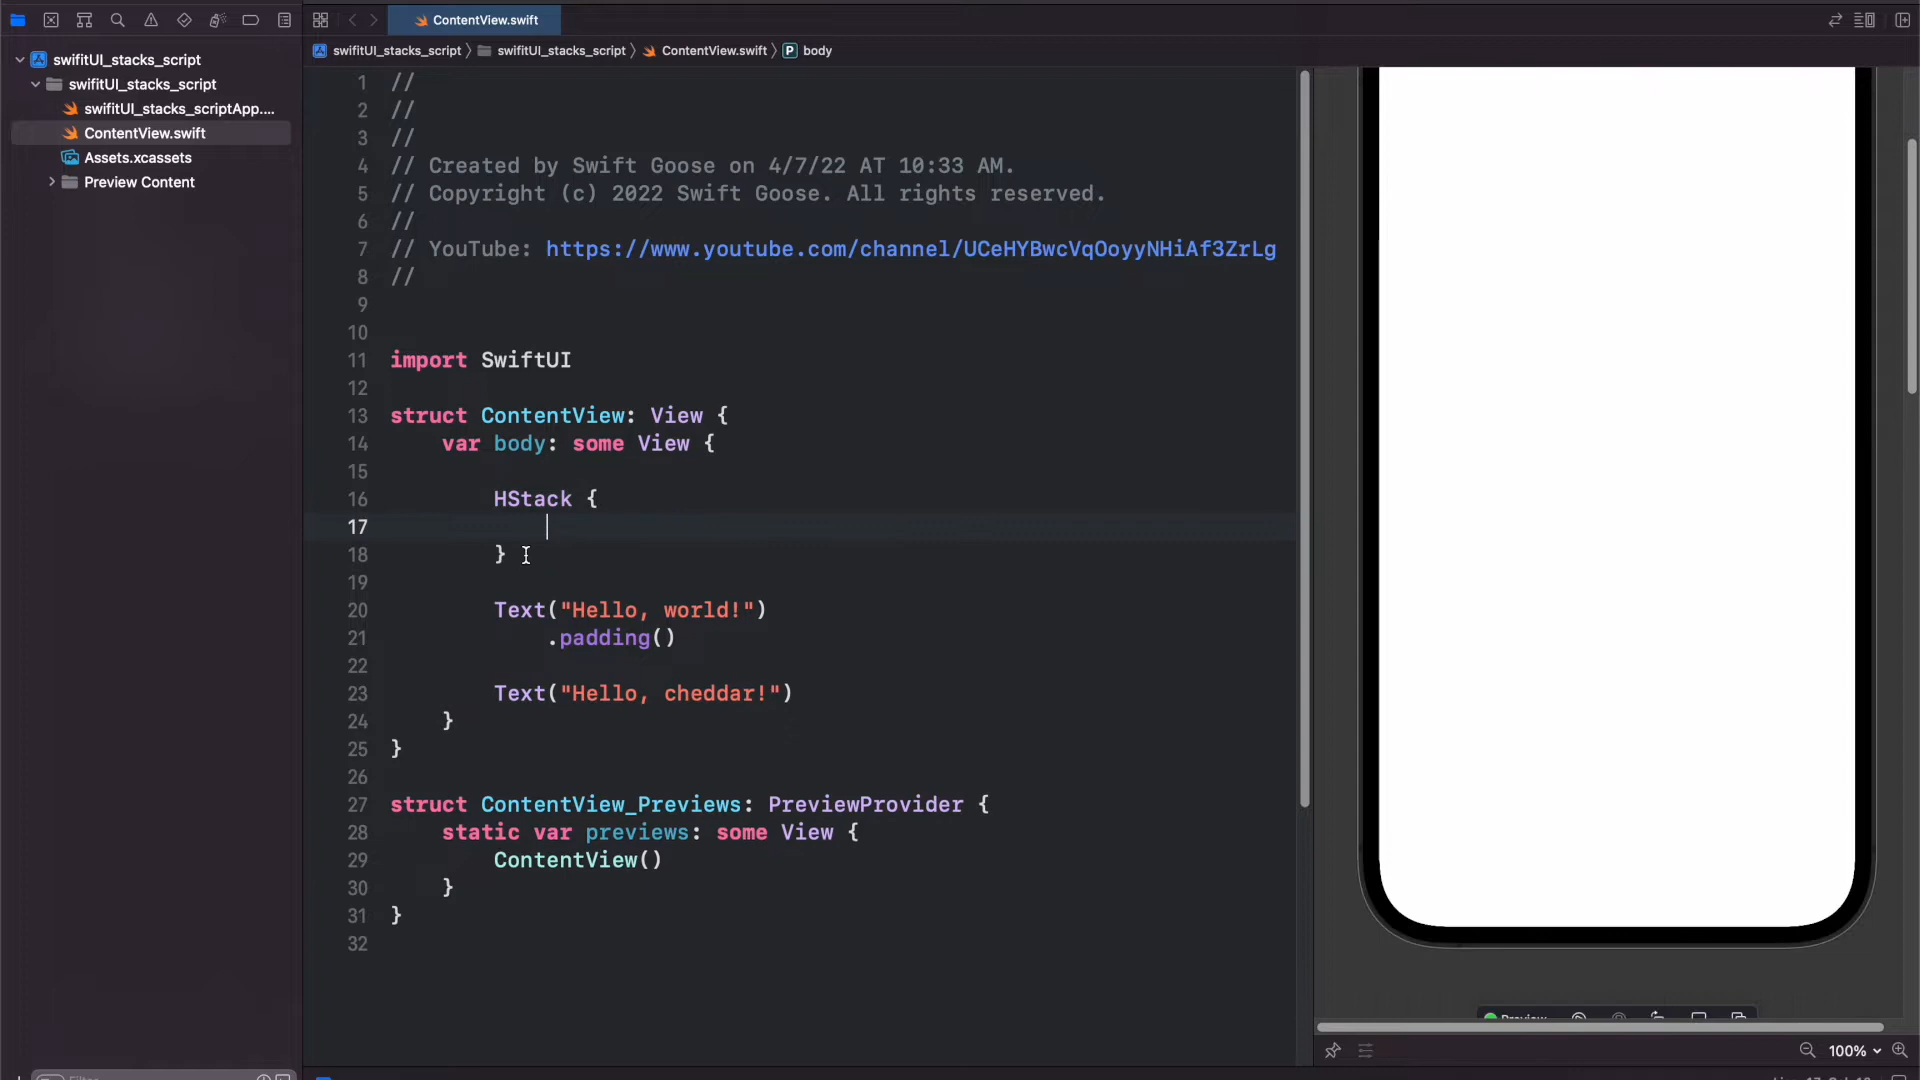 ContentView.swift
swifitUI_stacks_script
swifitUI_stacks_script
swifitUI_stacks_scriptApp....
ContentView.swift
Assets.xcassets
Preview Content
swifitUI_stacks_script 〉 swifitUI_stacks_script 〉 ContentView.swift 〉 P body
1 //
2 //
3 //
4 // Created by Swift Goose on 4/7/22 AT 10:33 AM.
5 // Copyright (c) 2022 Swift Goose. All rights reserved.
6 //
7 // YouTube: https://www.youtube.com/channel/UCeHYBwcVqOoyyNHiAf3ZrLg
8 //
9
10
11 import SwiftUI
12
13 struct ContentView: View {
14 var body: some View {
15
16 HStack {
17
18 }
19
20 Text("Hello, world!")
21 .padding()
22
23 Text("Hello, cheddar!")
24 }
25 }
26
27 struct ContentView_Previews: PreviewProvider {
28 static var previews: some View {
29 ContentView()
30 }
31 }
32
Preview
100%